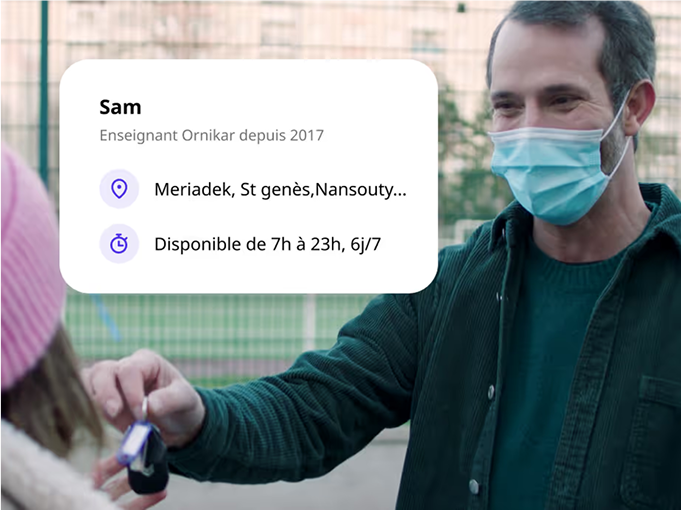 Sam
Enseignant Ornikar depuis 2017
Meriadek, St genès,Nansouty...
Disponible de 7h à 23h, 6j/7